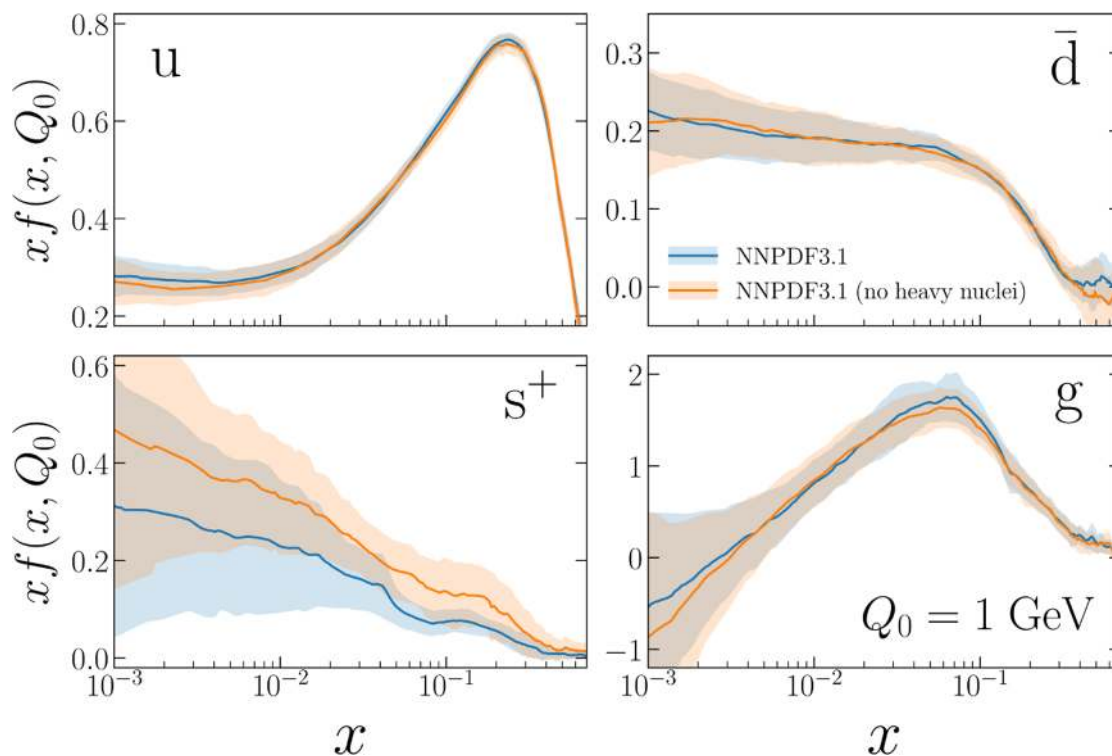 0.8
0.6
0.4
0.2
xf(x, Q₀)
u
0.3
0.2
0.1
0.0
d̄
NNPDF3.1
NNPDF3.1 (no heavy nuclei)
0.6
0.4
0.2
0.0
xf(x, Q₀)
s⁺
10⁻³
10⁻²
10⁻¹
x
2
1
0
−1
g
Q₀ = 1 GeV
10⁻³
10⁻²
10⁻¹
x